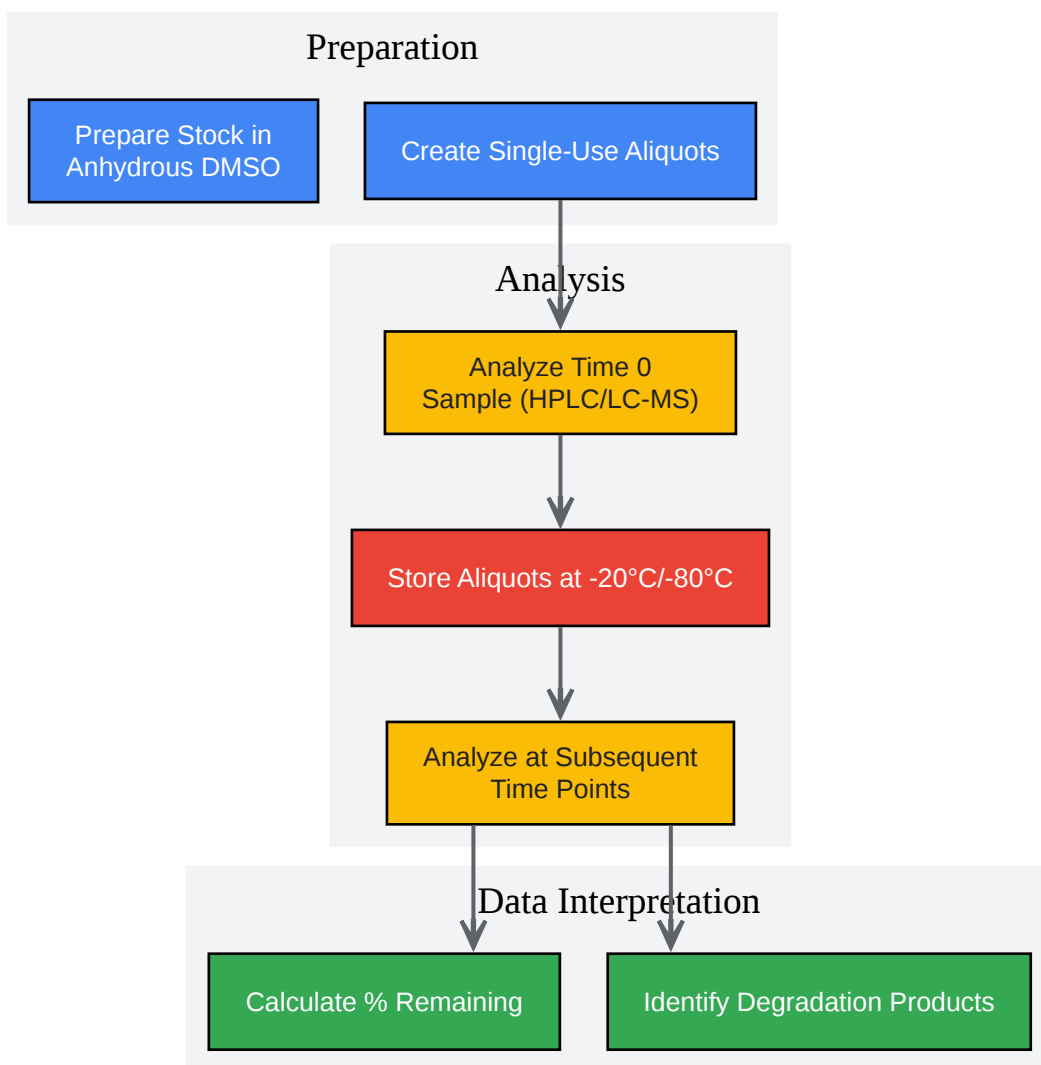 Preparation
Prepare Stock in
Anhydrous DMSO
Create Single-Use Aliquots
Analysis
Analyze Time 0
Sample (HPLC/LC-MS)
Store Aliquots at -20°C/-80°C
Analyze at Subsequent
Time Points
Data Interpretation
Calculate % Remaining
Identify Degradation Products